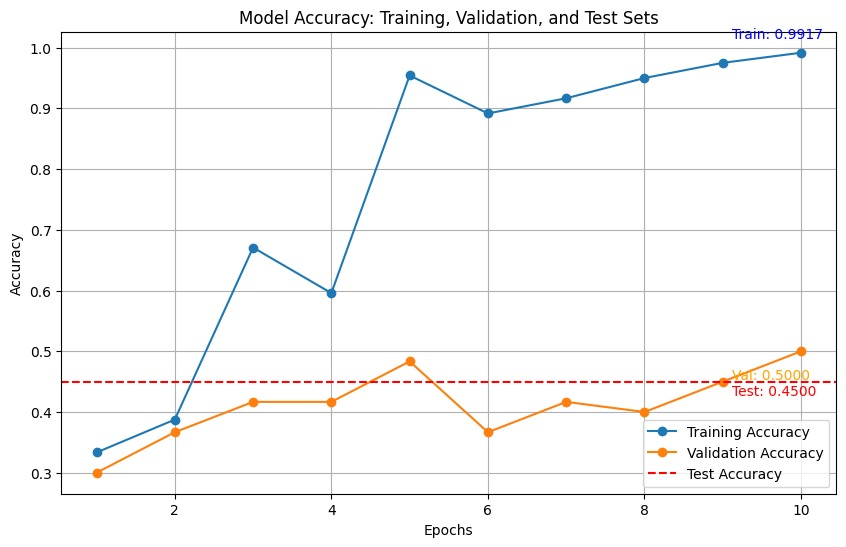 Model Accuracy: Training, Validation, and Test Sets
Train: 0.9917
1.0
0.9
0.8
0.7
0.6
0.5
0.4
0.3
Accuracy
Val: 0.5000
Test: 0.4500
Training Accuracy
Validation Accuracy
Test Accuracy
2 4 6 8 10
Epochs